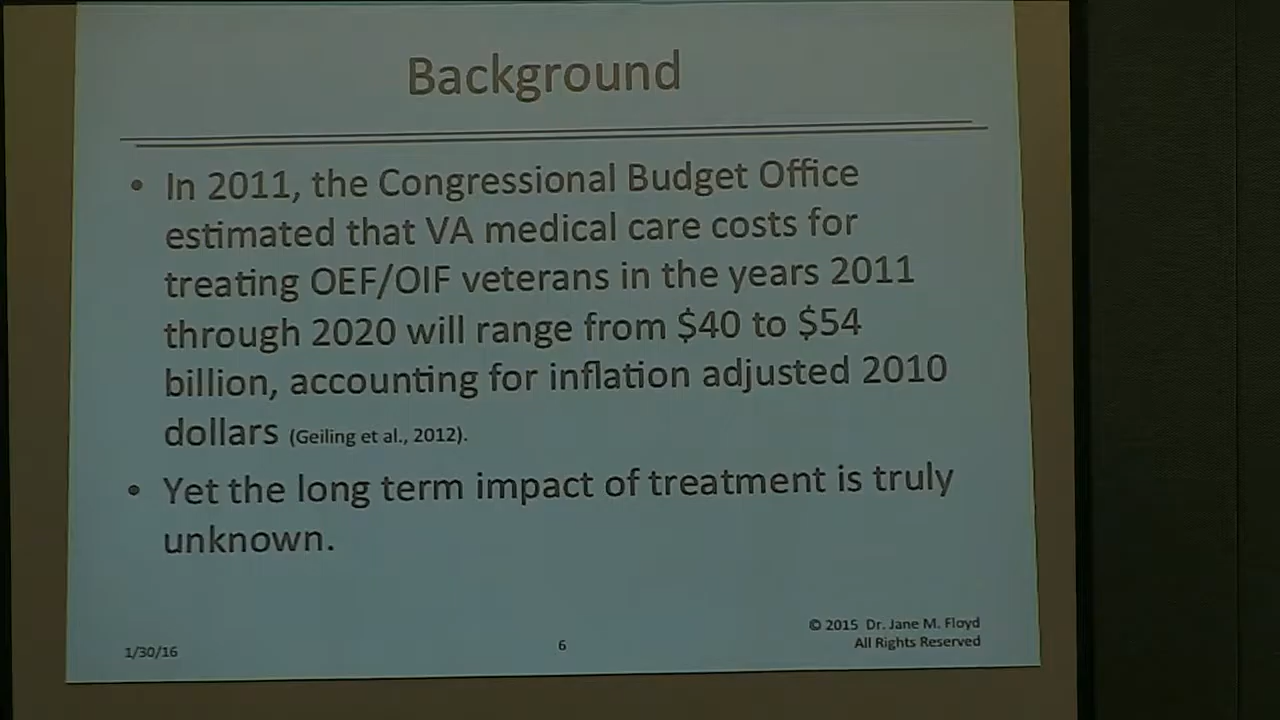 Background
• In 2011, the Congressional Budget Office
estimated that VA medical care costs for
treating OEF/OIF veterans in the years 2011
through 2020 will range from $40 to $54
billion, accounting for inflation adjusted 2010
dollars (Geiling et al., 2012).
• Yet the long term impact of treatment is truly
unknown.
1/30/16
6
© 2015 Dr. Jane M. Floyd
All Rights Reserved